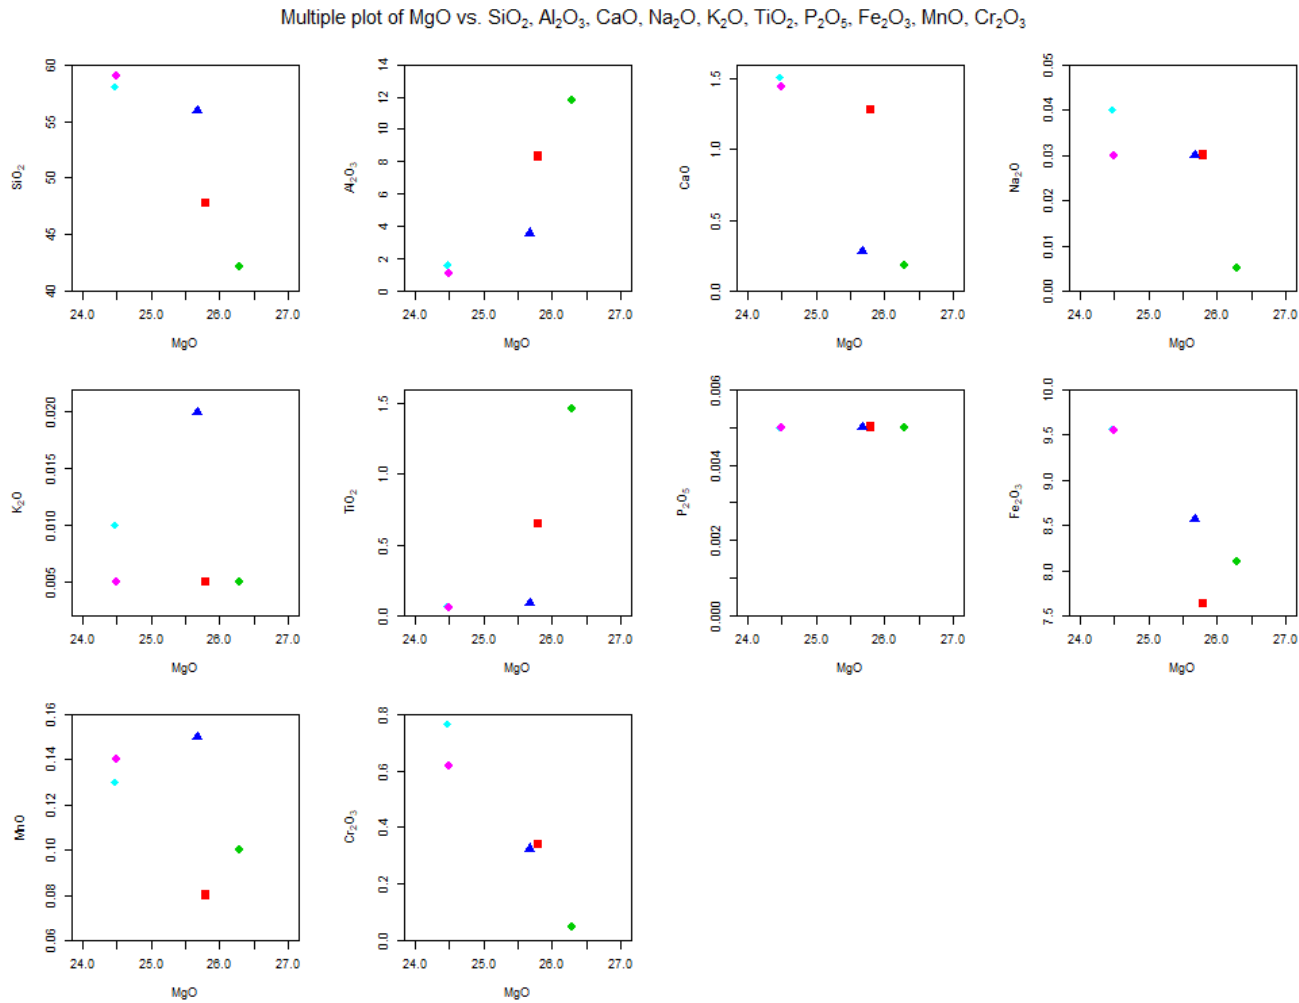 Multiple plot of MgO vs. SiO₂, Al₂O₃, CaO, Na₂O, K₂O, TiO₂, P₂O₅, Fe₂O₃, MnO, Cr₂O₃
SiO₂
40 45 50 55 60
24.0 25.0 26.0 27.0
MgO
Al₂O₃
0 2 4 6 8 10 12 14
24.0 25.0 26.0 27.0
MgO
CaO
0.0 0.5 1.0 1.5
24.0 25.0 26.0 27.0
MgO
Na₂O
0.00 0.01 0.02 0.03 0.04 0.05
24.0 25.0 26.0 27.0
MgO
K₂O
0.005 0.010 0.015 0.020
24.0 25.0 26.0 27.0
MgO
TiO₂
0.0 0.5 1.0 1.5
24.0 25.0 26.0 27.0
MgO
P₂O₅
0.000 0.002 0.004 0.006
24.0 25.0 26.0 27.0
MgO
Fe₂O₃
7.5 8.0 8.5 9.0 9.5 10.0
24.0 25.0 26.0 27.0
MgO
MnO
0.06 0.08 0.10 0.12 0.14 0.16
24.0 25.0 26.0 27.0
MgO
Cr₂O₃
0.0 0.2 0.4 0.6 0.8
24.0 25.0 26.0 27.0
MgO